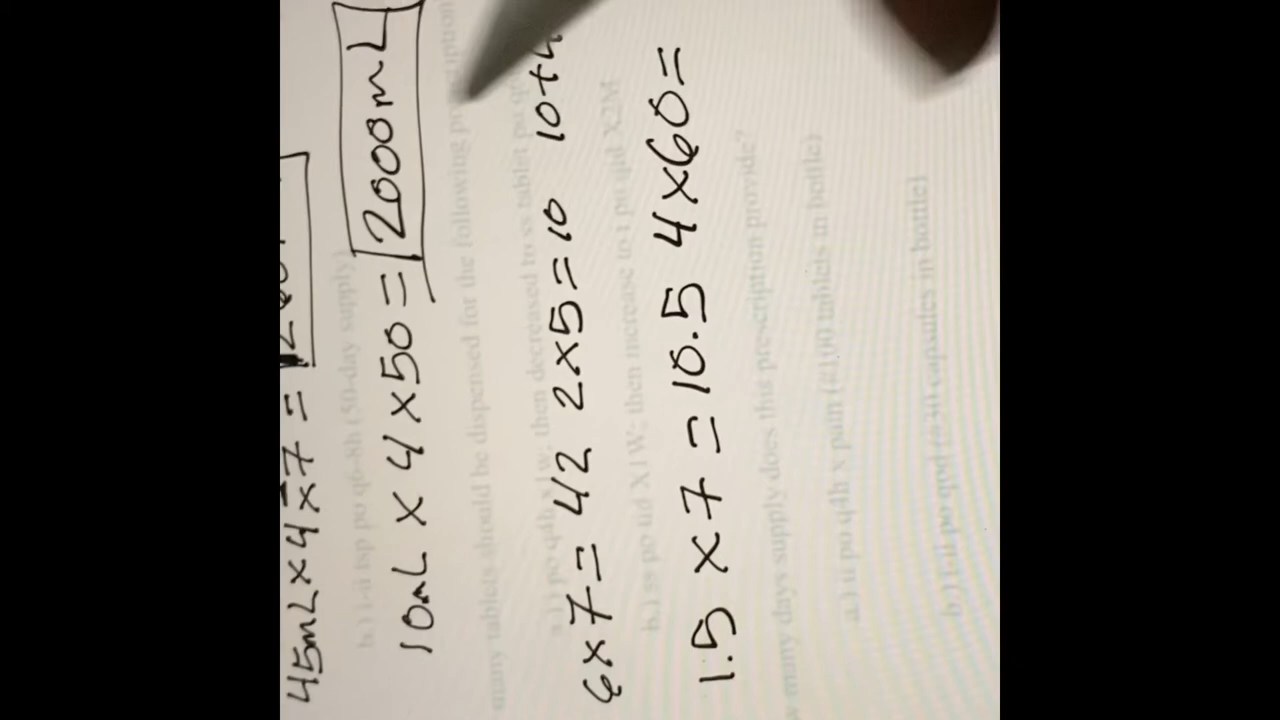 45mL×4×7=
b.) i-ii tsp po q6-8h (50-day supply)
10mL × 4×50= 2000mL
many tablets should be dispensed for the following prescription
a.) i po q4h x1w; then decreased to ss tablet po
6×7= 42 2×5=10 10+4
b.) ss po tid X1W; then increase to i po qid X2M
1.5 ×7=10.5 4×60=
many days supply does this prescription provide?
a.) ii po q4h x pain (#100 tablets in bottle)
b.) i-ii po qpd (#30 capsules in bottle)